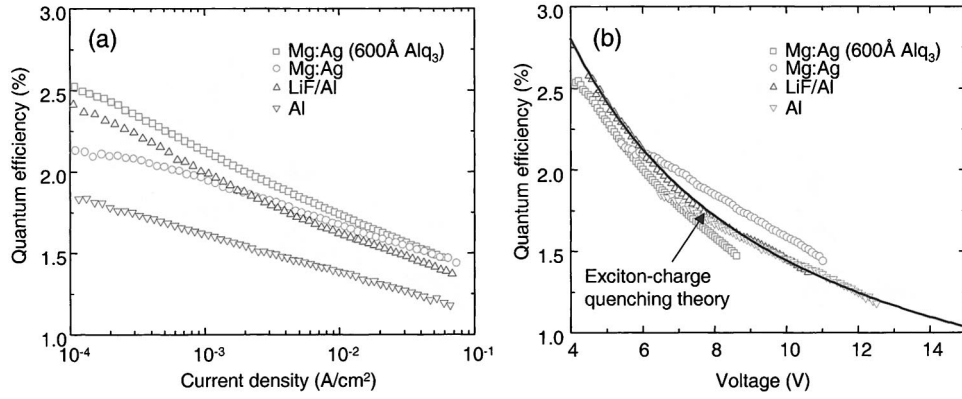 (a)
Mg:Ag (600Å Alq₃)
Mg:Ag
LiF/Al
Al
3.0
2.5
2.0
1.5
1.0
Quantum efficiency (%)
10⁻⁴
10⁻³
10⁻²
10⁻¹
Current density (A/cm²)
(b)
Mg:Ag (600Å Alq₃)
Mg:Ag
LiF/Al
Al
3.0
2.5
2.0
1.5
1.0
Quantum efficiency (%)
Exciton-charge
quenching theory
4
6
8
10
12
14
Voltage (V)